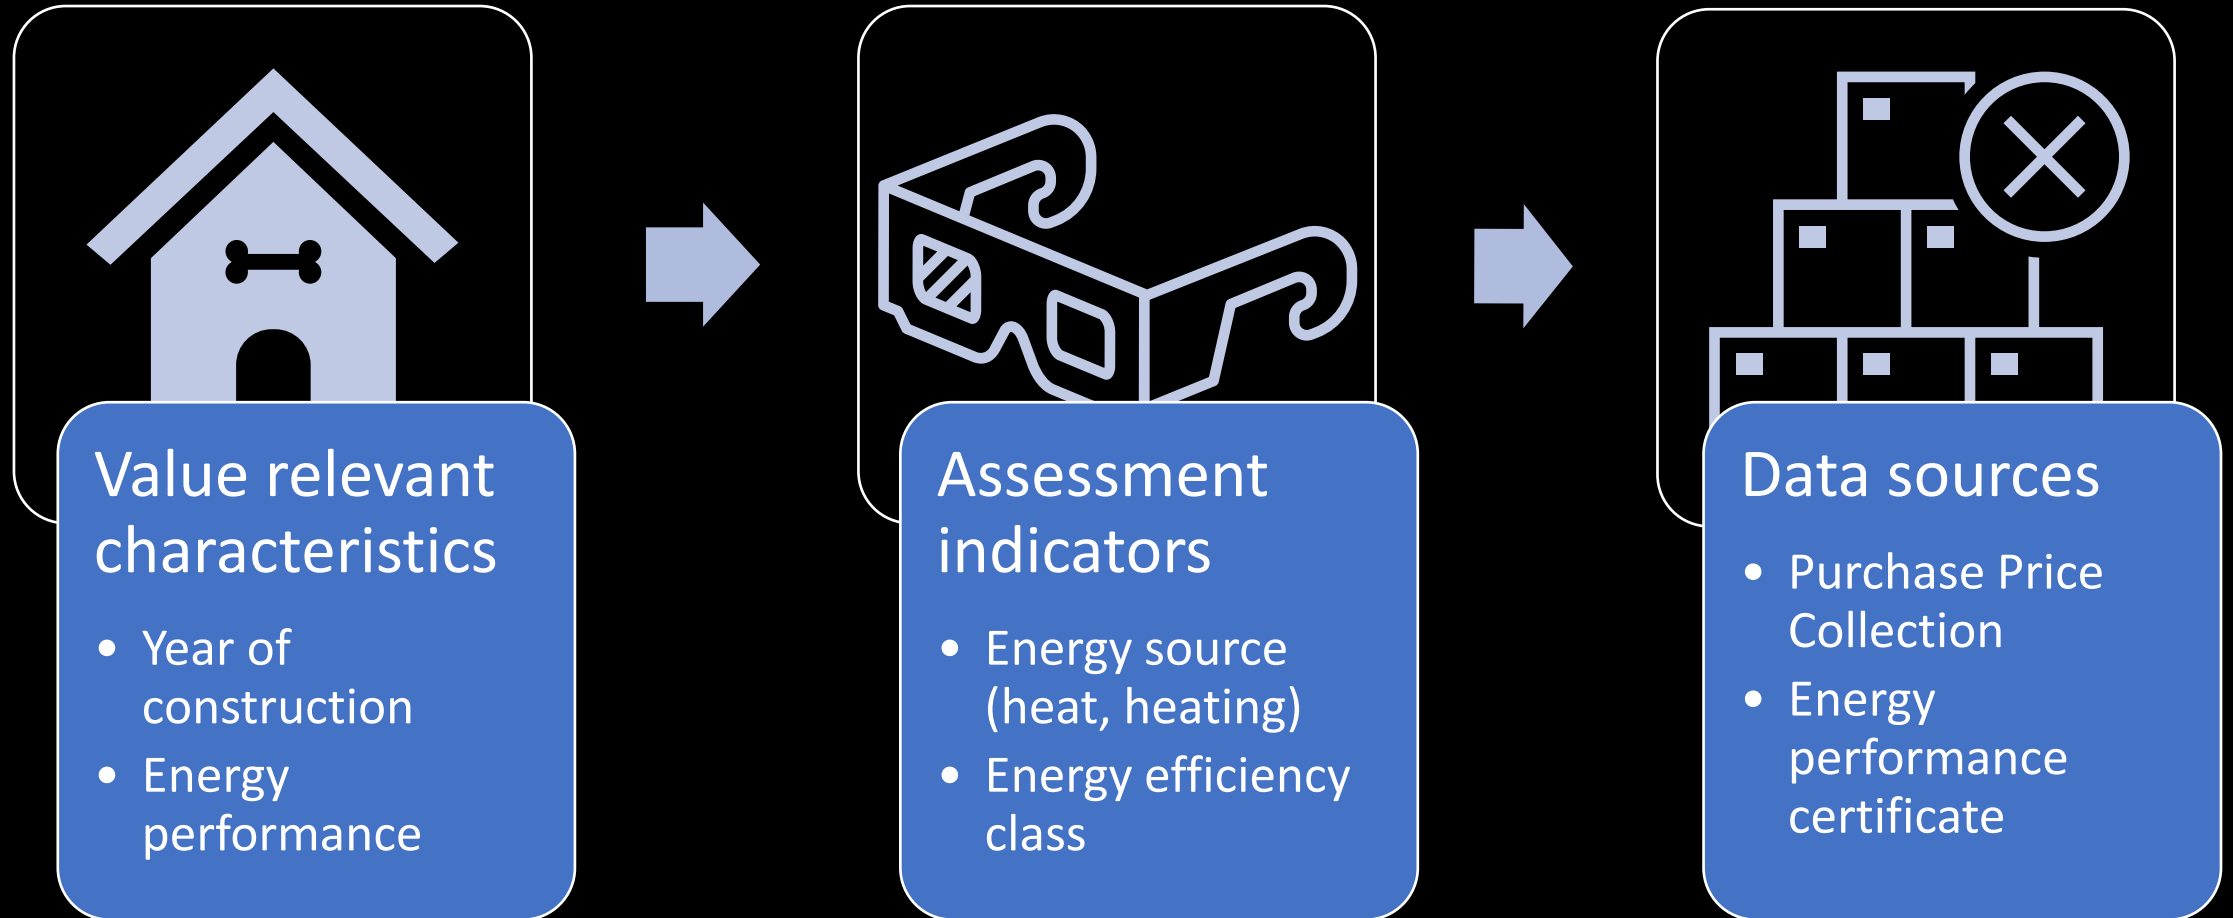 Value relevant
characteristics
• Year of
construction
• Energy
performance
Assessment
indicators
• Energy source
(heat, heating)
• Energy efficiency
class
Data sources
• Purchase Price
Collection
• Energy
performance
certificate